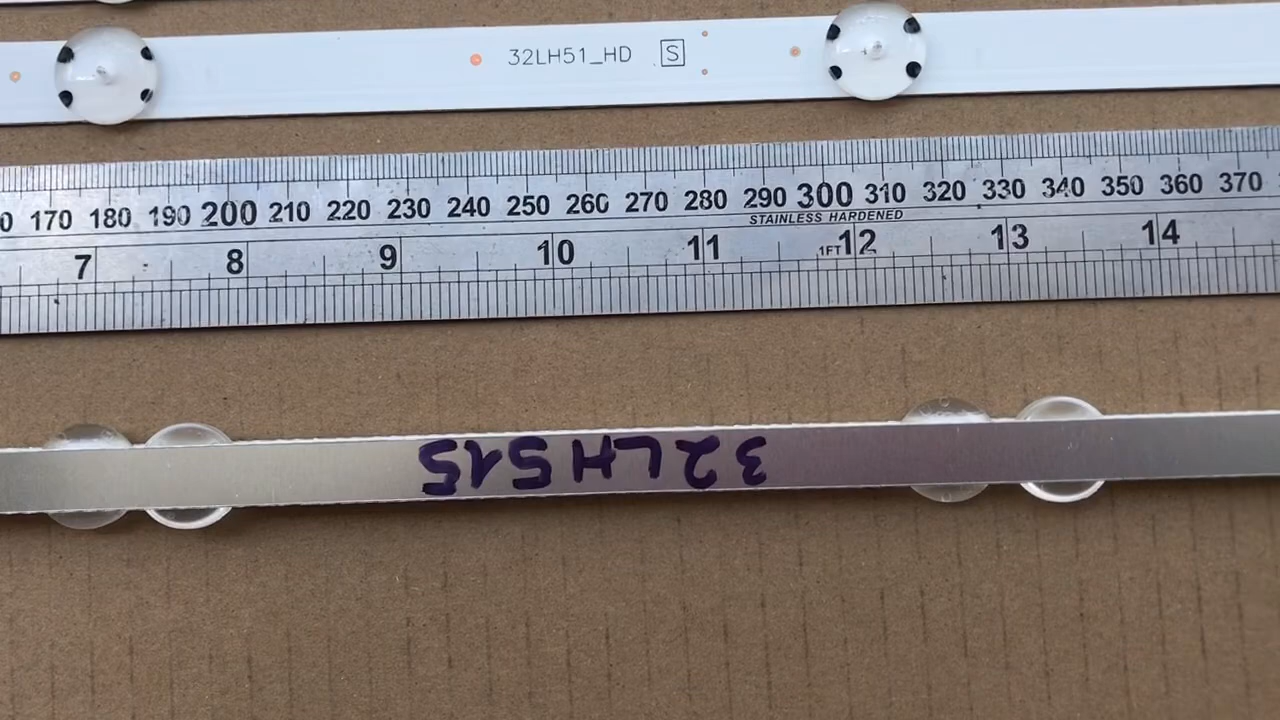 32LH51_HD S
170 180 190 200 210 220 230 240 250 260 270 280 290 300 310 320 330 340 350 360 370
STAINLESS HARDENED
7 8 9 10 11 1FT 12 13 14
32LH51S